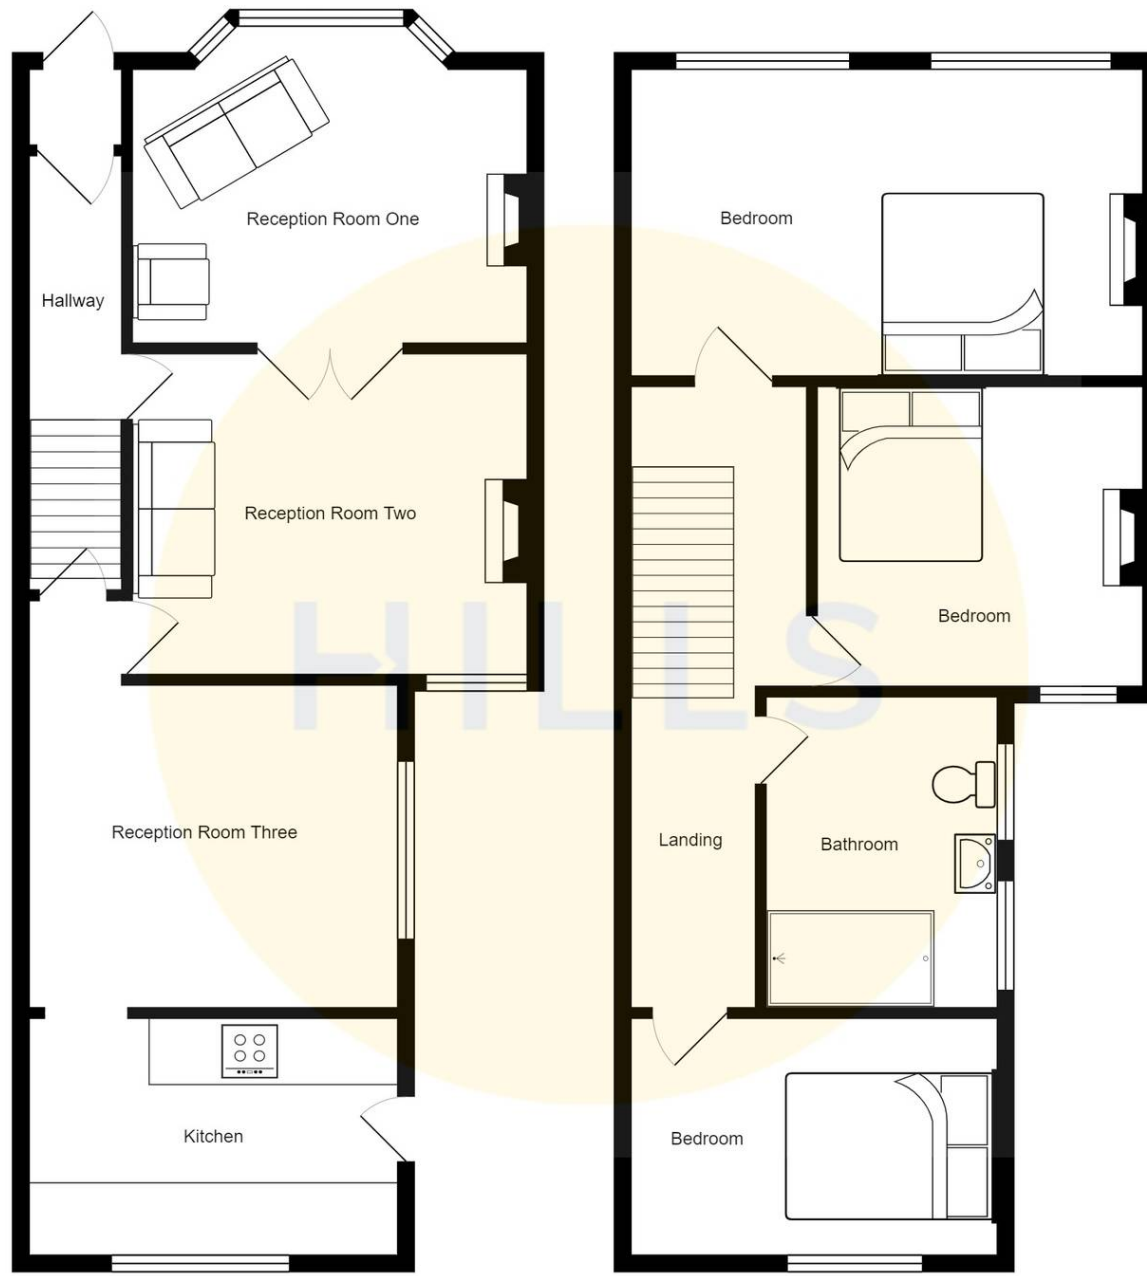 Reception Room One
Hallway
Reception Room Two
Reception Room Three
Kitchen
Bedroom
Bedroom
Landing
Bathroom
Bedroom
HILLS